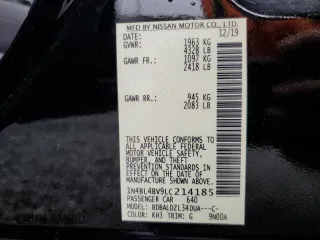 MFD BY NISSAN MOTOR CO., LTD.
DATE: 12/19
GVWR: 1963 KG
4328 LB
GAWR FR.: 1097 KG
2418 LB
GAWR RR.: 945 KG
2083 LB
THIS VEHICLE CONFORMS TO
ALL APPLICABLE FEDERAL
MOTOR VEHICLE SAFETY,
BUMPER, AND THEFT
PREVENTION STANDARDS IN
EFFECT ON THE DATE OF
MANUFACTURE SHOWN ABOVE.
1N4BL4BV9LC214185
PASSENGER CAR 640
MODEL:
COLOR: KH3 TRIM: G 9N00A